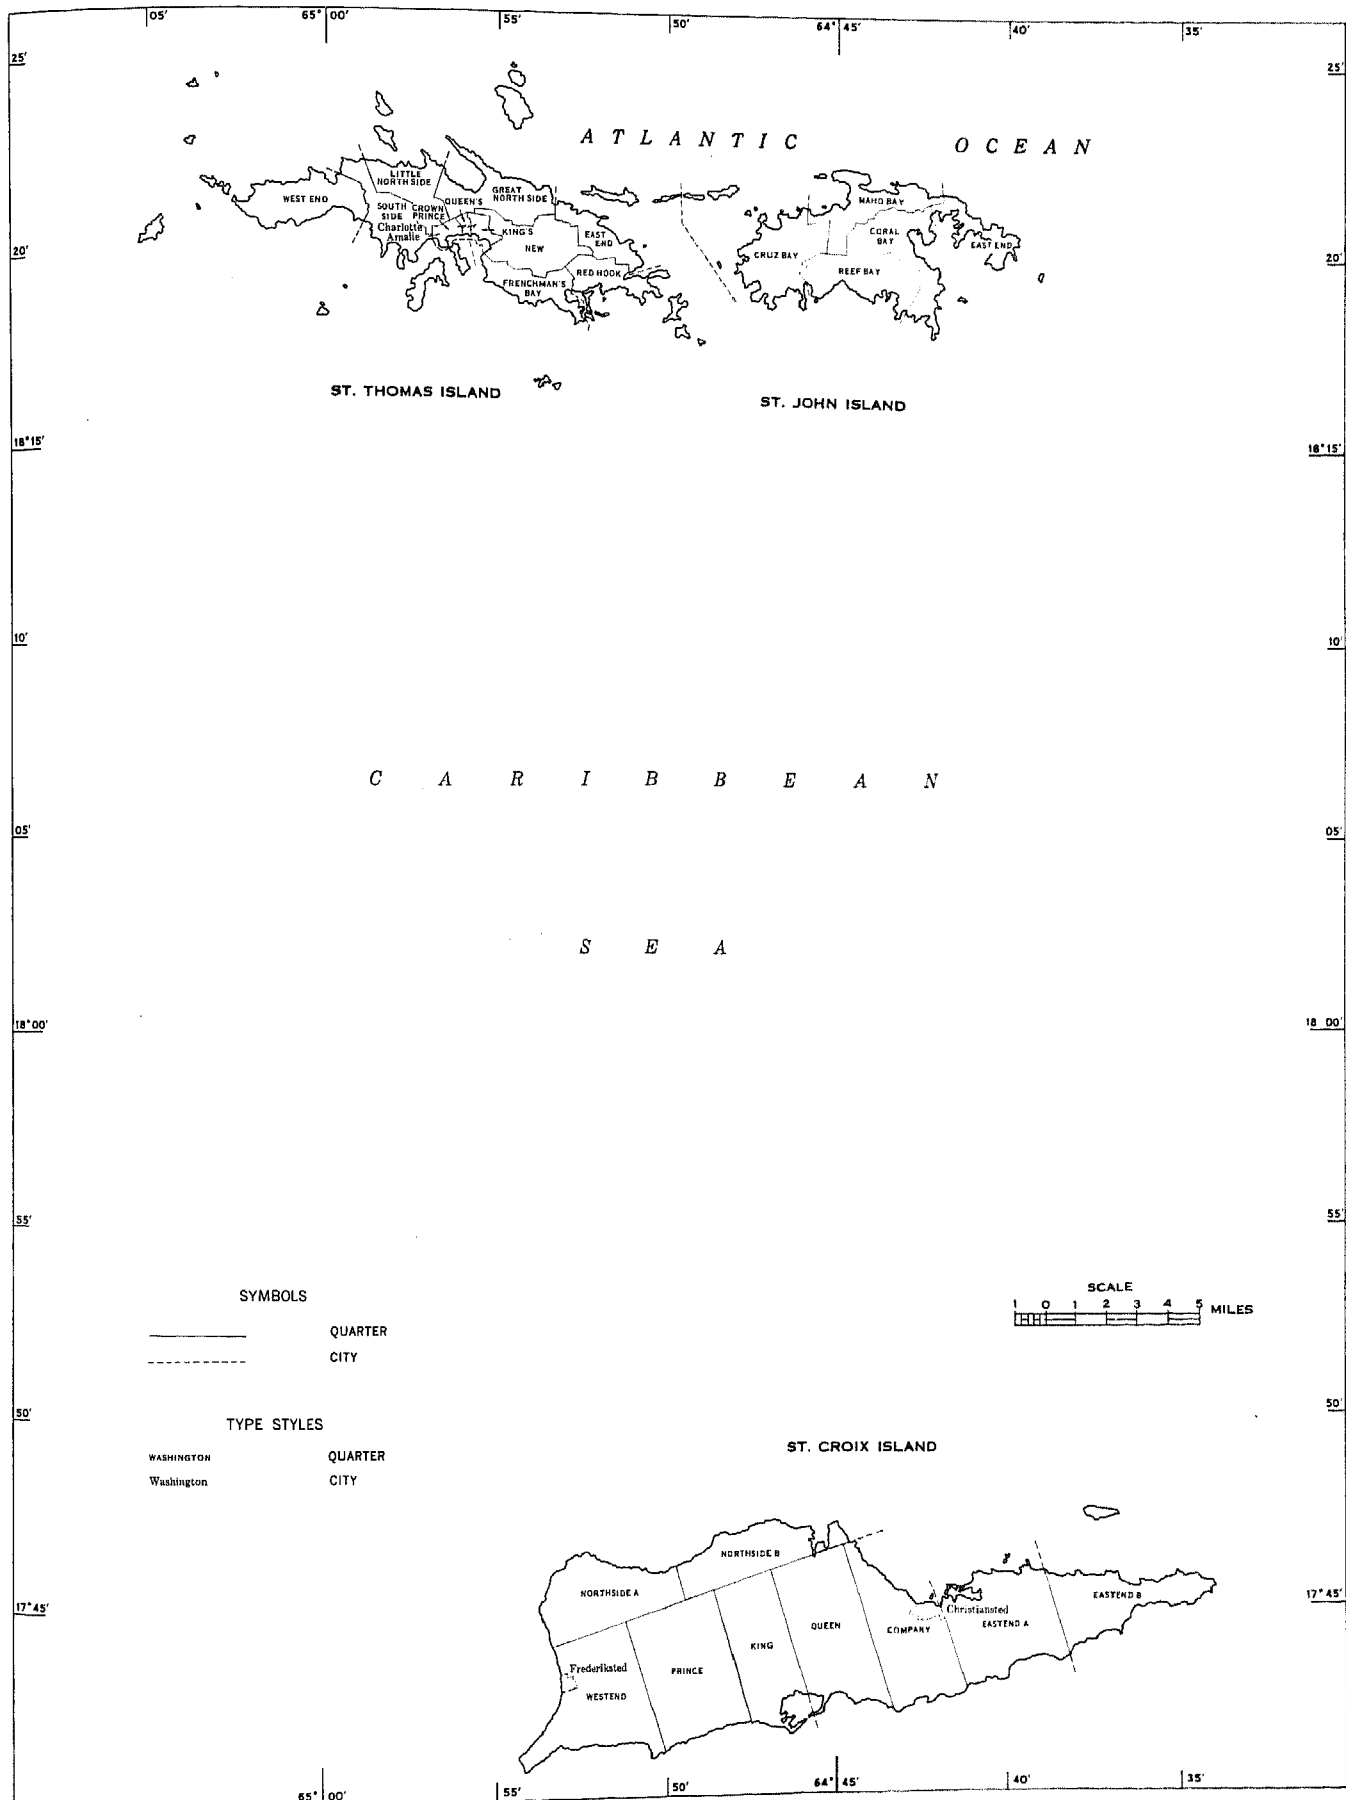 05'
65° 00'
55'
50'
64° 45'
40'
35'
25'
25'
ATLANTIC OCEAN
LITTLE
NORTH SIDE
WEST END
GREAT
NORTH SIDE
QUEEN'S
SOUTH
SIDE
CROWN
PRINCE
Charlotte
Amalie
KING'S
NEW
EAST
END
RED HOOK
FRENCHMAN'S
BAY
MAHO BAY
CORAL
BAY
EAST END
CRUZ BAY
REEF BAY
20'
20'
ST. THOMAS ISLAND
ST. JOHN ISLAND
18°15'
18°15'
10'
10'
CARIBBEAN
05'
05'
SEA
18°00'
18 00'
55'
55'
SYMBOLS
QUARTER
CITY
SCALE
1 0 1 2 3 4 5 MILES
50'
50'
TYPE STYLES
WASHINGTON QUARTER
Washington CITY
ST. CROIX ISLAND
NORTHSIDE B
NORTHSIDE A
EASTEND B
17°45'
17°45'
Christiansted
EASTEND A
COMPANY
QUEEN
KING
PRINCE
Frederiksted
WESTEND
65° 00'
55'
50'
64° 45'
40'
35'